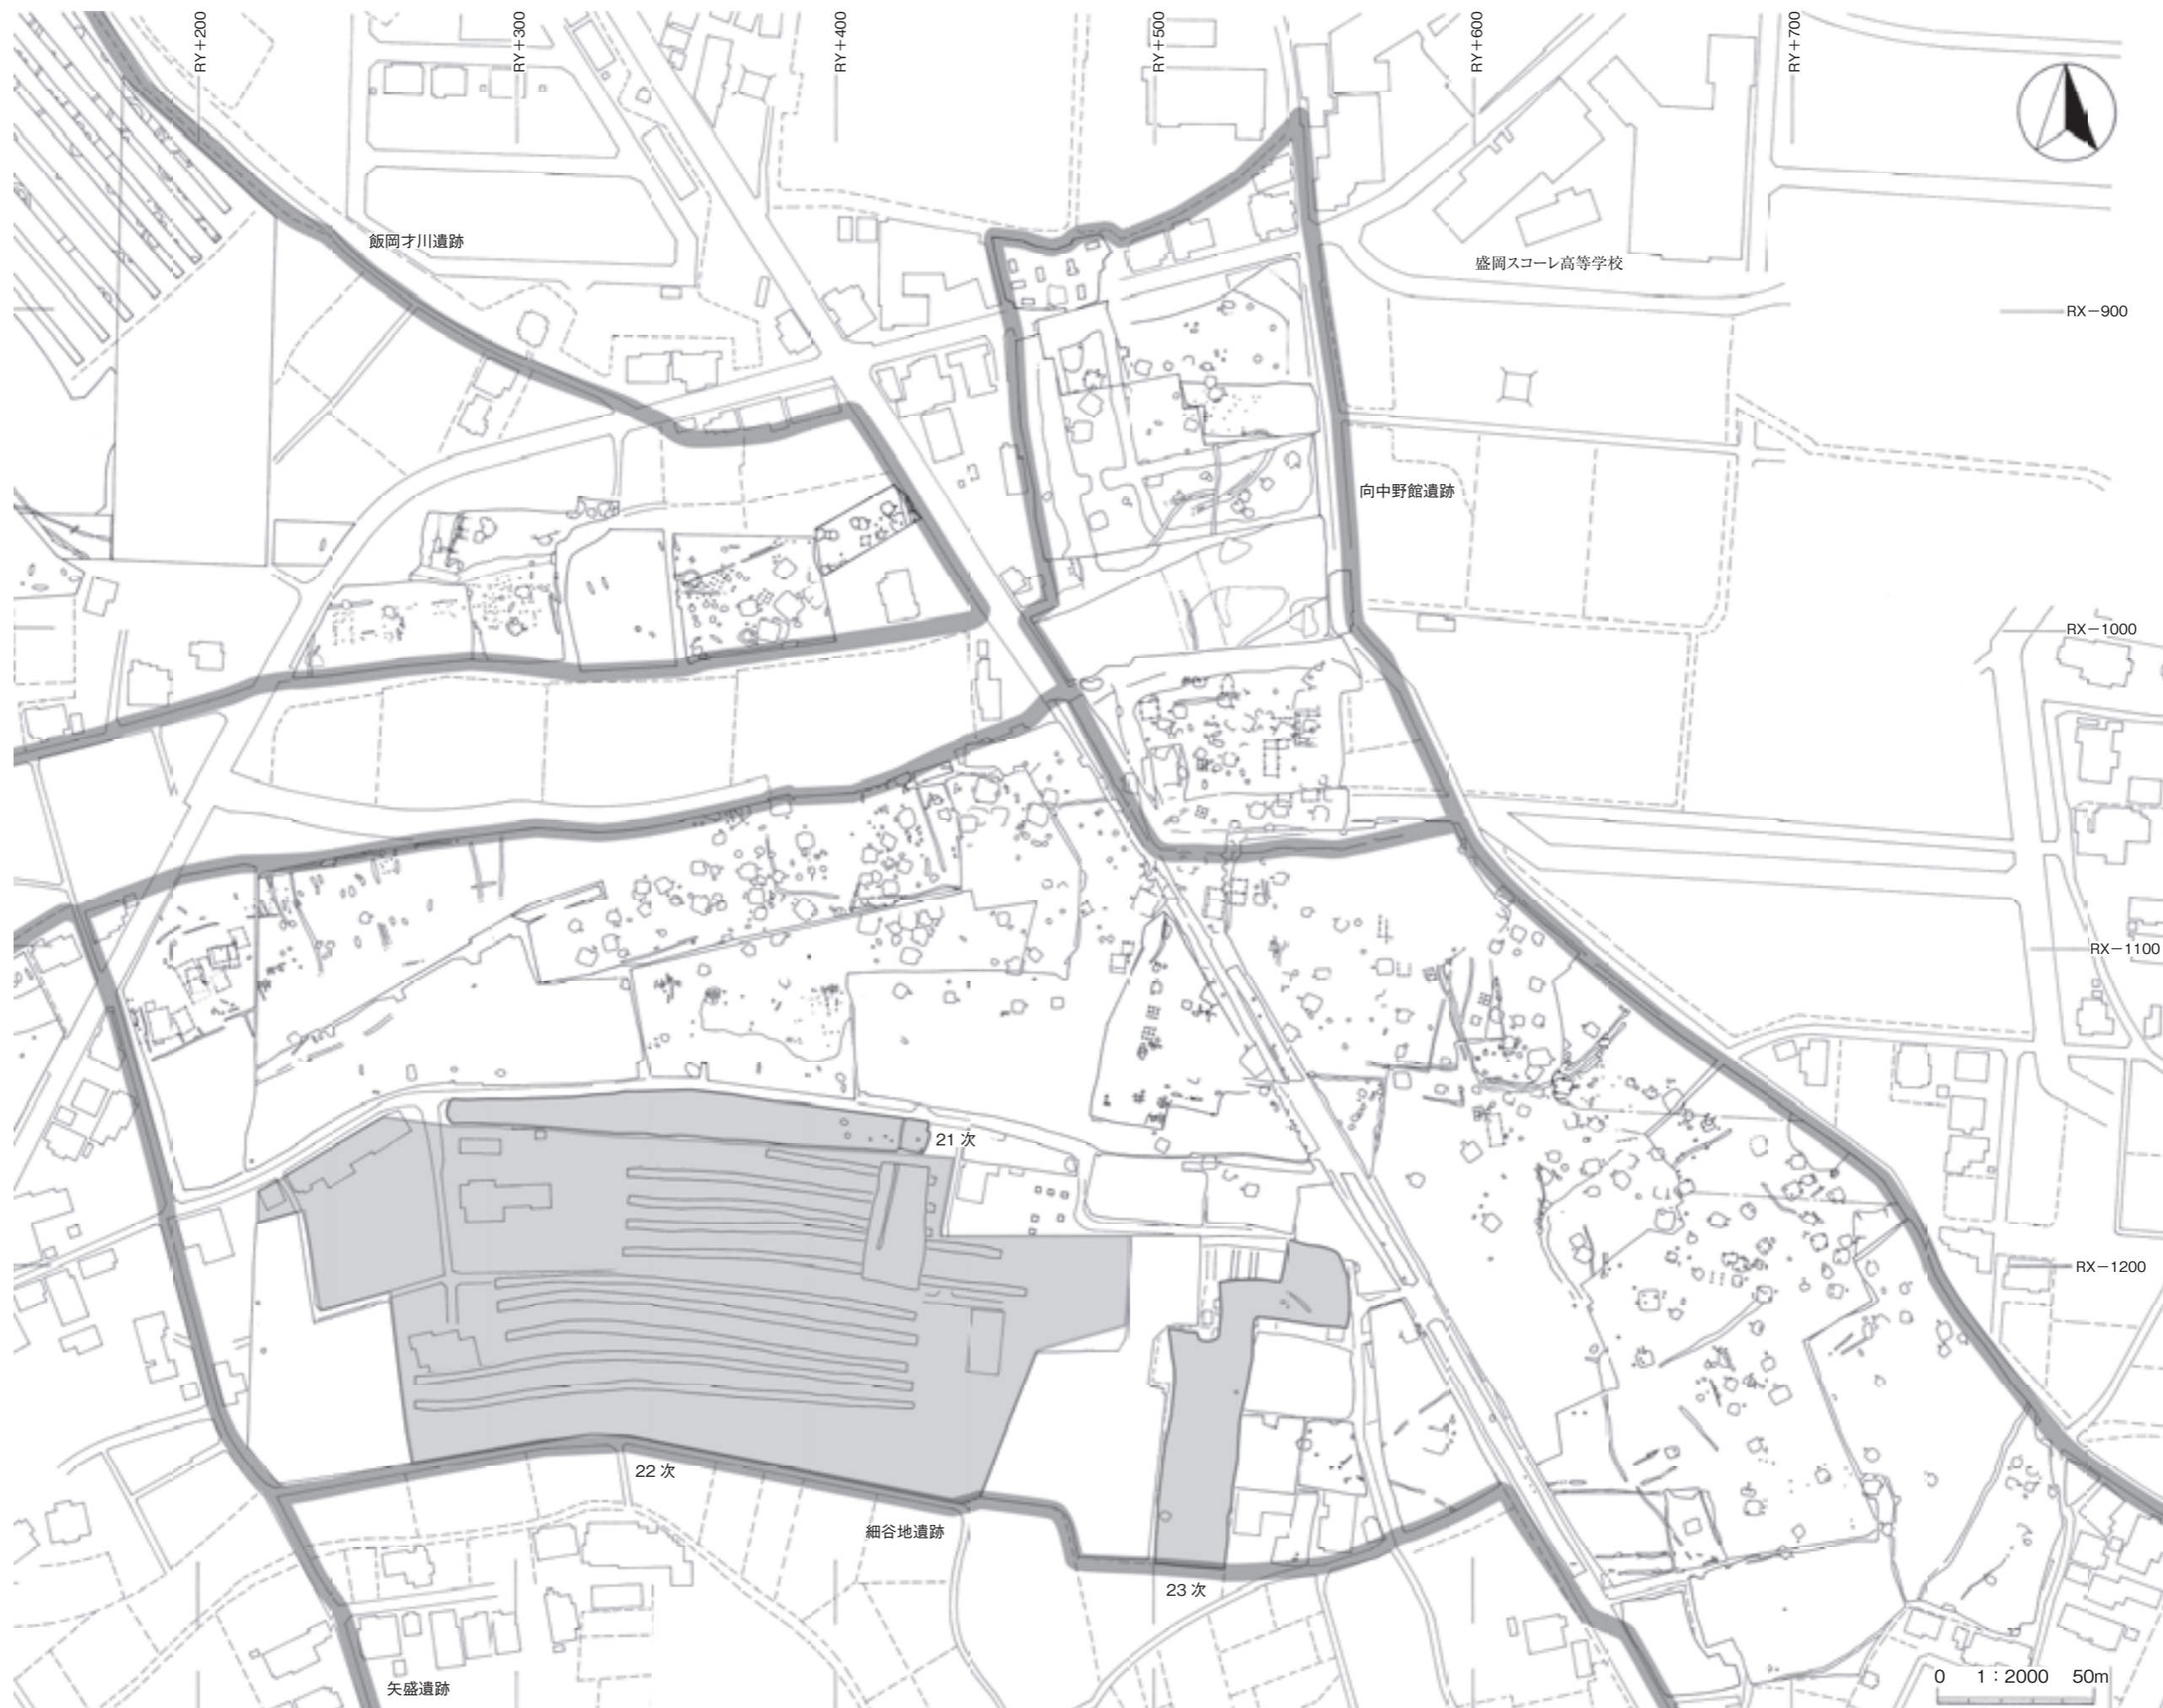 RY+200
RY+300
RY+400
RY+500
RY+600
RY+700
飯岡才川遺跡
盛岡スコーレ高等学校
RX−900
向中野館遺跡
RX−1000
RX−1100
21 次
RX−1200
22 次
細谷地遺跡
23 次
矢盛遺跡
0 1：2000 50m